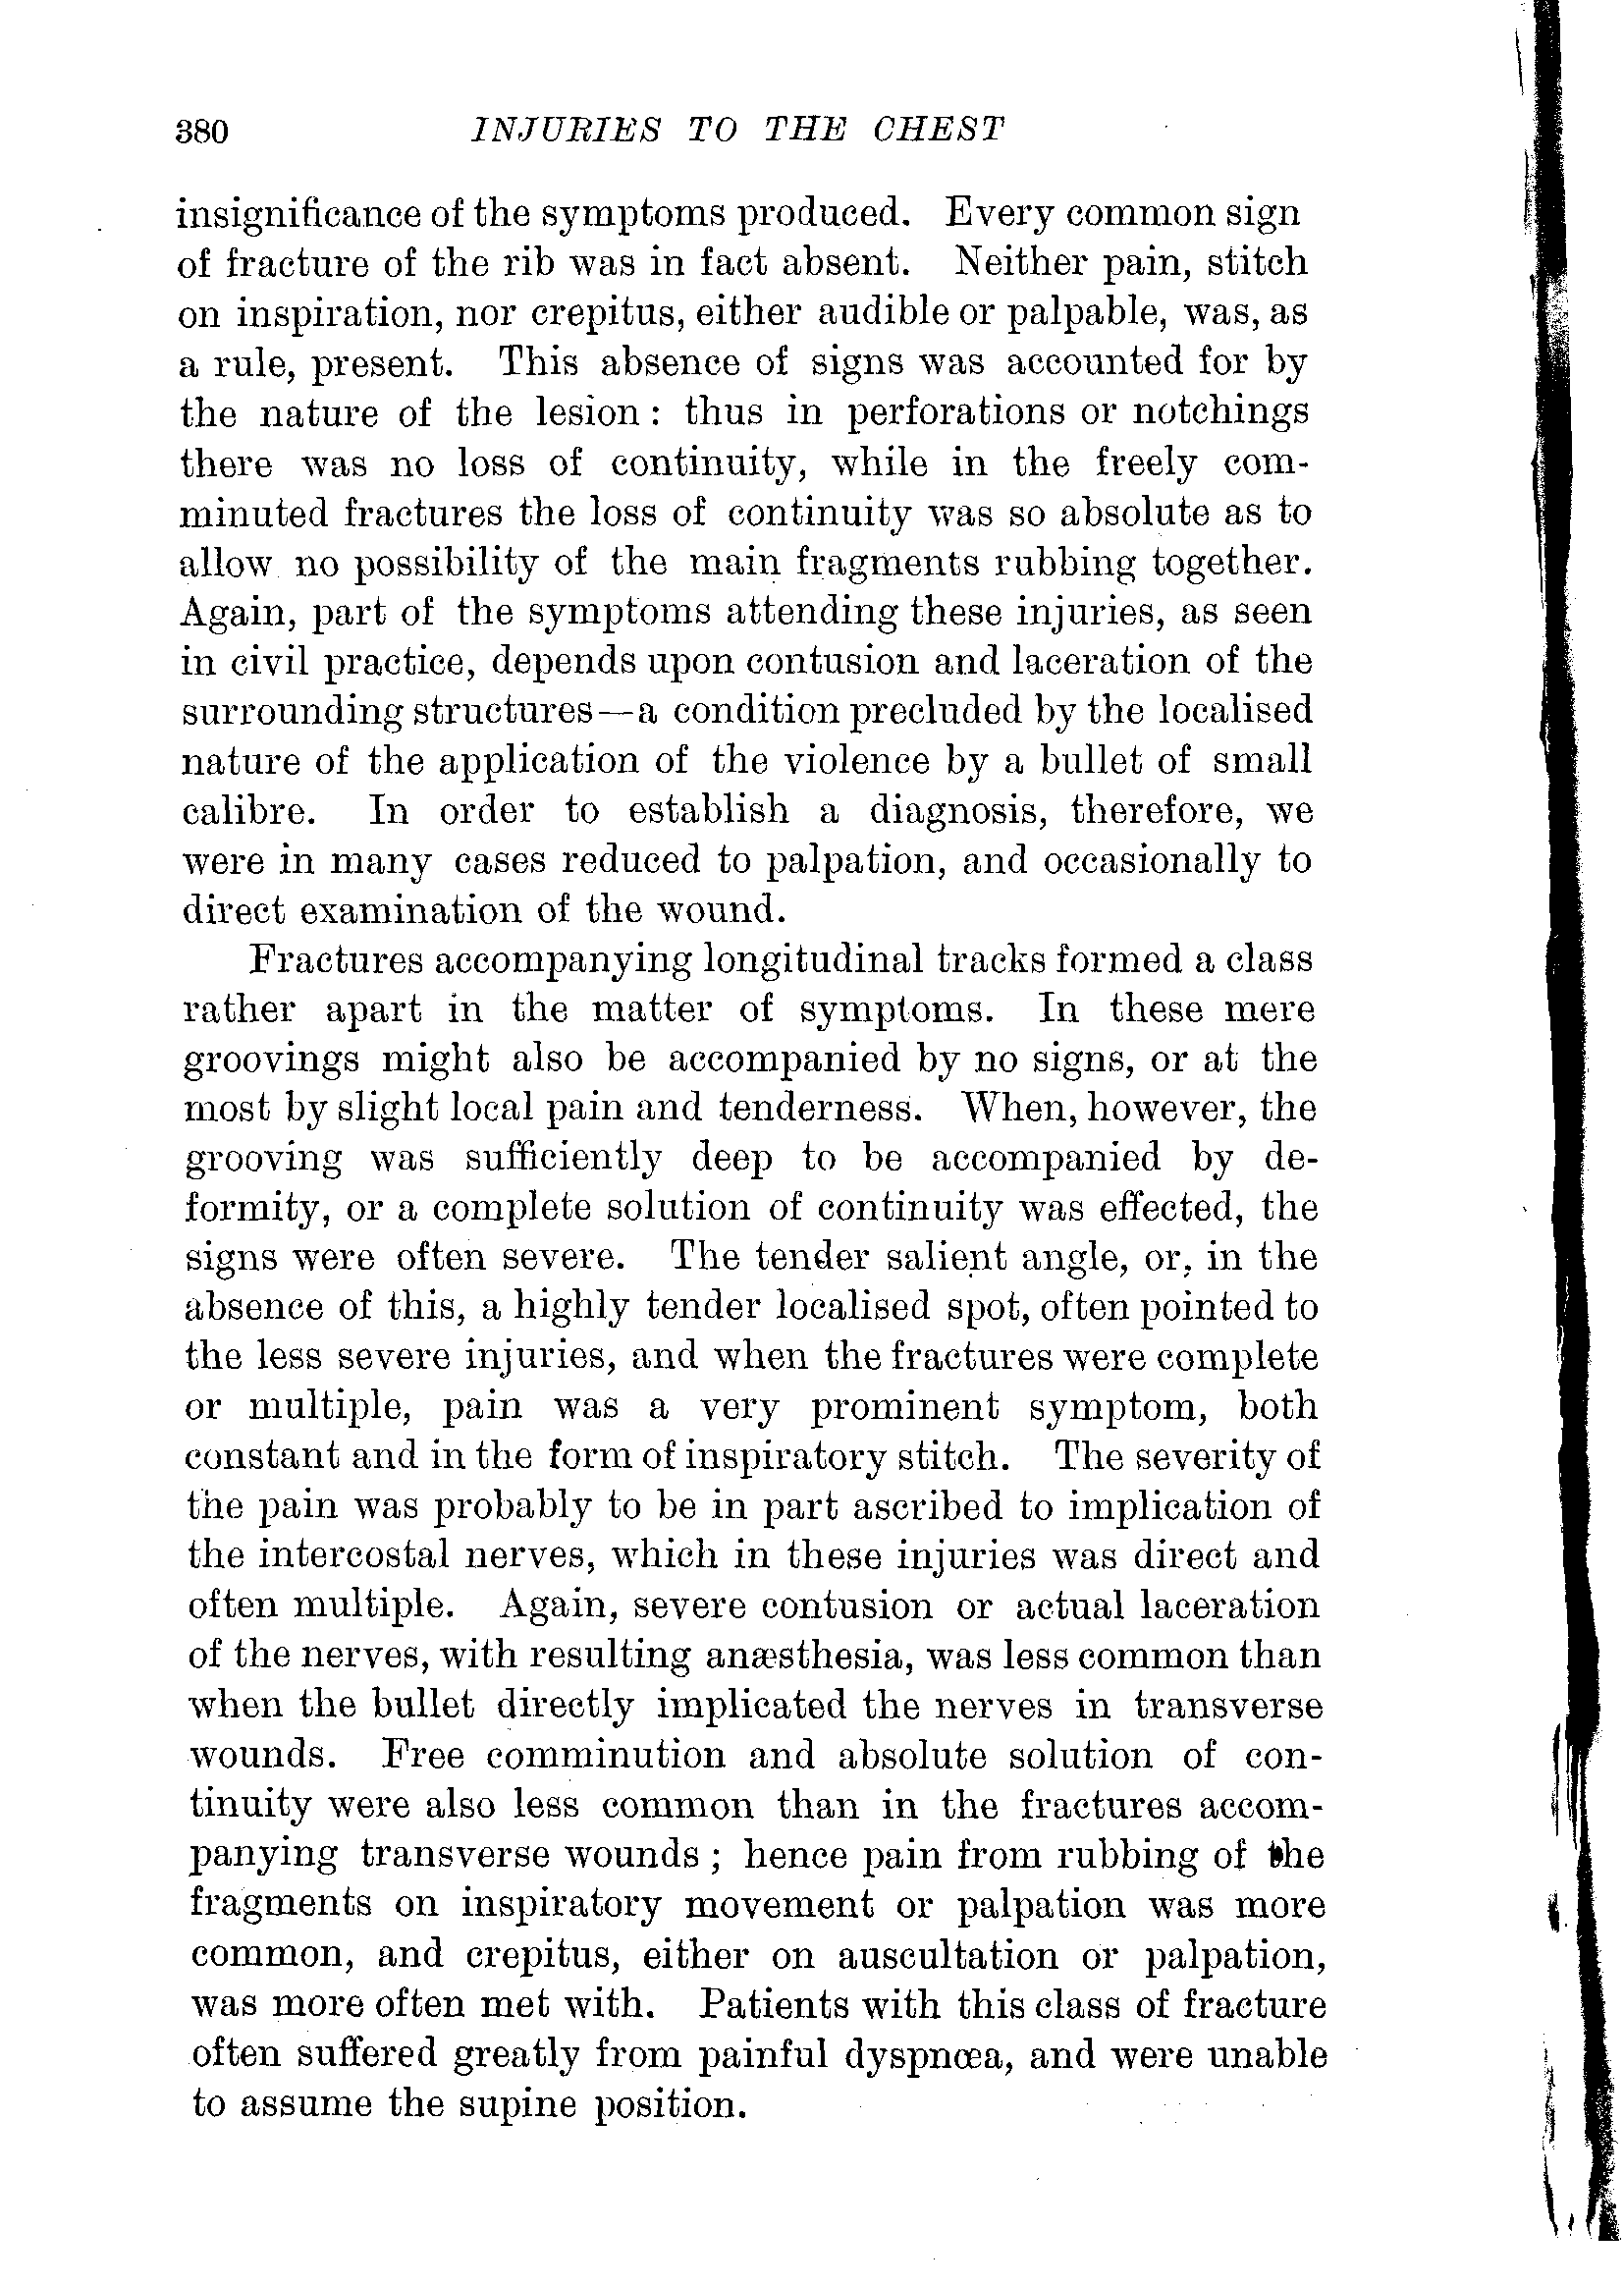 380 INJURIES TO THE CHEST
insignificance of the symptoms produced. Every common sign
of fracture of the rib was in fact absent. Neither pain, stitch
on inspiration, nor crepitus, either audible or palpable, was, as
a rule, present. This absence of signs was accounted for by
the nature of the lesion: thus in perforations or notchings
there was no loss of continuity, while in the freely com-
minuted fractures the loss of continuity was so absolute as to
allow no possibility of the main fragments rubbing together.
Again, part of the symptoms attending these injuries, as seen
in civil practice, depends upon contusion and laceration of the
surrounding structures—a condition precluded by the localised
nature of the application of the violence by a bullet of small
calibre. In order to establish a diagnosis, therefore, we
were in many cases reduced to palpation, and occasionally to
direct examination of the wound.
Fractures accompanying longitudinal tracks formed a class
rather apart in the matter of symptoms. In these mere
groovings might also be accompanied by no signs, or at the
most by slight local pain and tenderness. When, however, the
grooving was sufficiently deep to be accompanied by de-
formity, or a complete solution of continuity was effected, the
signs were often severe. The tender salient angle, or, in the
absence of this, a highly tender localised spot, often pointed to
the less severe injuries, and when the fractures were complete
or multiple, pain was a very prominent symptom, both
constant and in the form of inspiratory stitch. The severity of
the pain was probably to be in part ascribed to implication of
the intercostal nerves, which in these injuries was direct and
often multiple. Again, severe contusion or actual laceration
of the nerves, with resulting anæsthesia, was less common than
when the bullet directly implicated the nerves in transverse
wounds. Free comminution and absolute solution of con-
tinuity were also less common than in the fractures accom-
panying transverse wounds; hence pain from rubbing of the
fragments on inspiratory movement or palpation was more
common, and crepitus, either on auscultation or palpation,
was more often met with. Patients with this class of fracture
often suffered greatly from painful dyspnœa, and were unable
to assume the supine position.